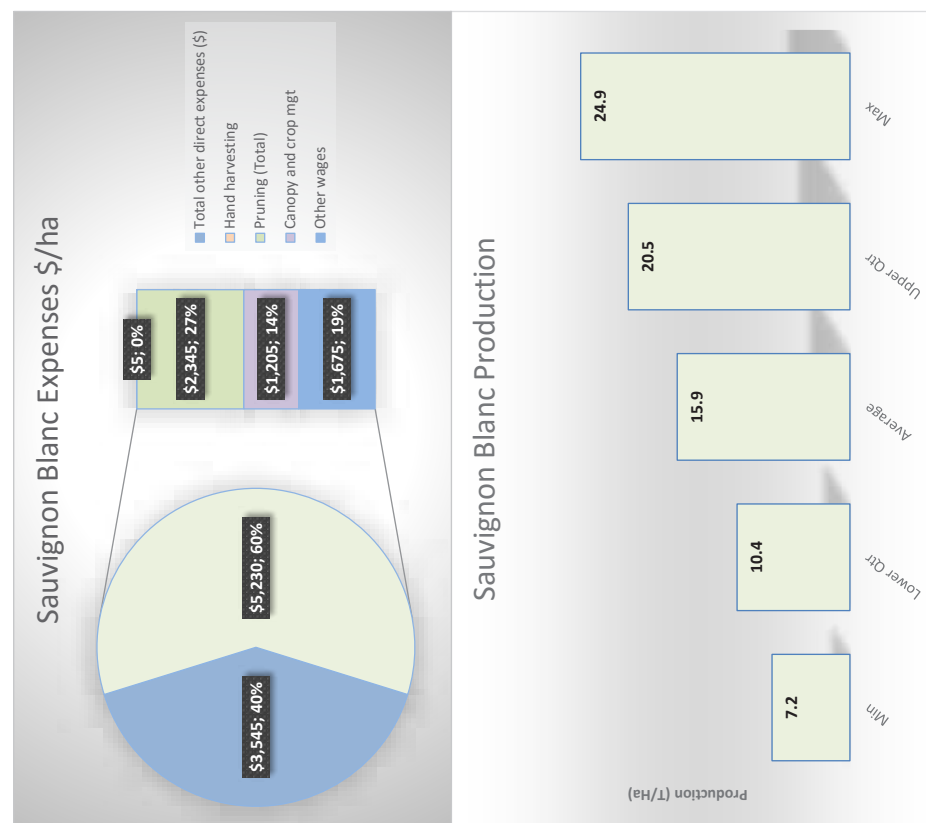 Sauvignon Blanc Expenses $/ha
$3,545; 40%
$5,230; 60%
$5; 0%
$2,345; 27%
$1,205; 14%
$1,675; 19%
Total other direct expenses ($)
Hand harvesting
Pruning (Total)
Canopy and crop mgt
Other wages
Sauvignon Blanc Production
Production (T/Ha)
7.2
10.4
15.9
20.5
24.9
Min
Lower Qtr
Average
Upper Qtr
Max